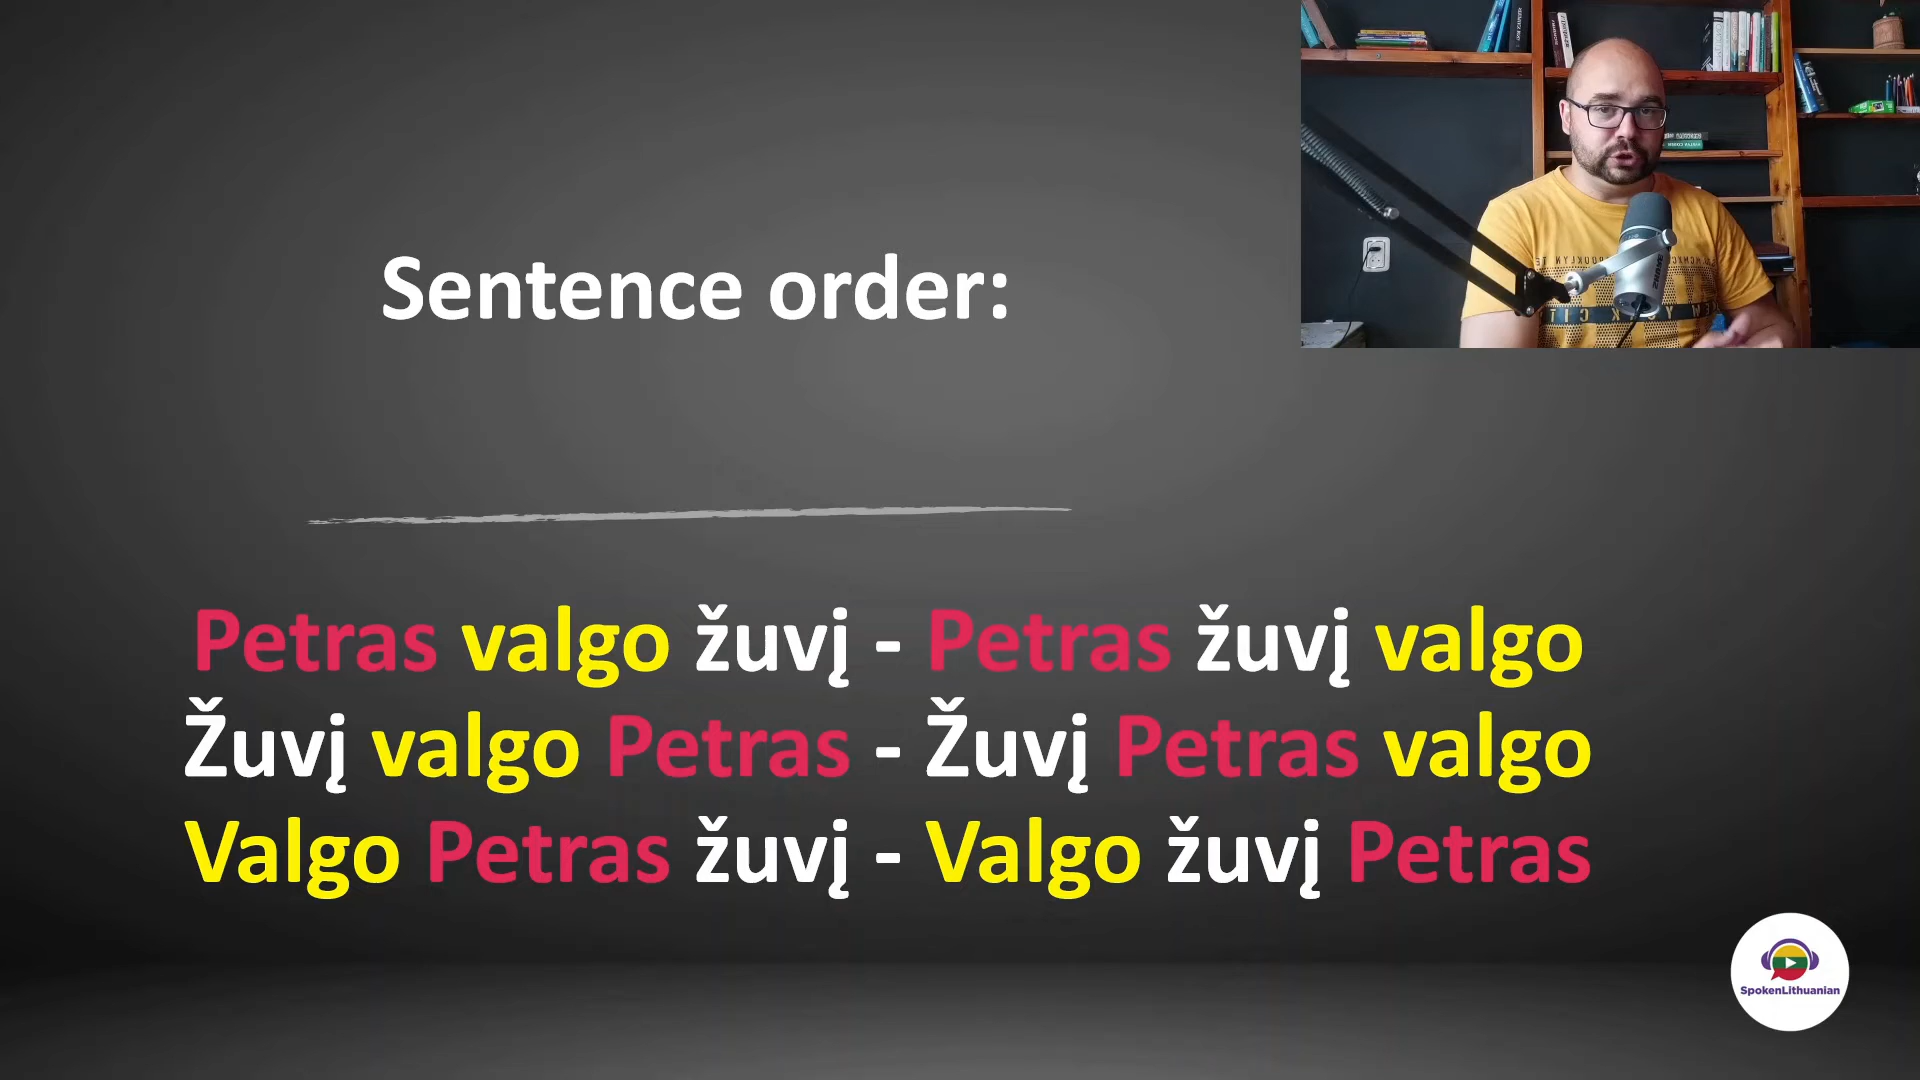 Sentence order:
Petras valgo žuvį - Petras žuvį valgo
Žuvį valgo Petras - Žuvį Petras valgo
Valgo Petras žuvį - Valgo žuvį Petras
SpokenLithuanian